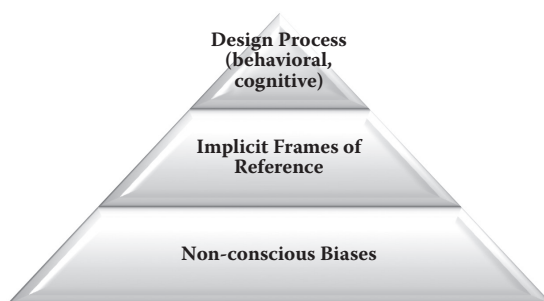 Design Process
(behavioral,
cognitive)
Implicit Frames of
Reference
Non-conscious Biases